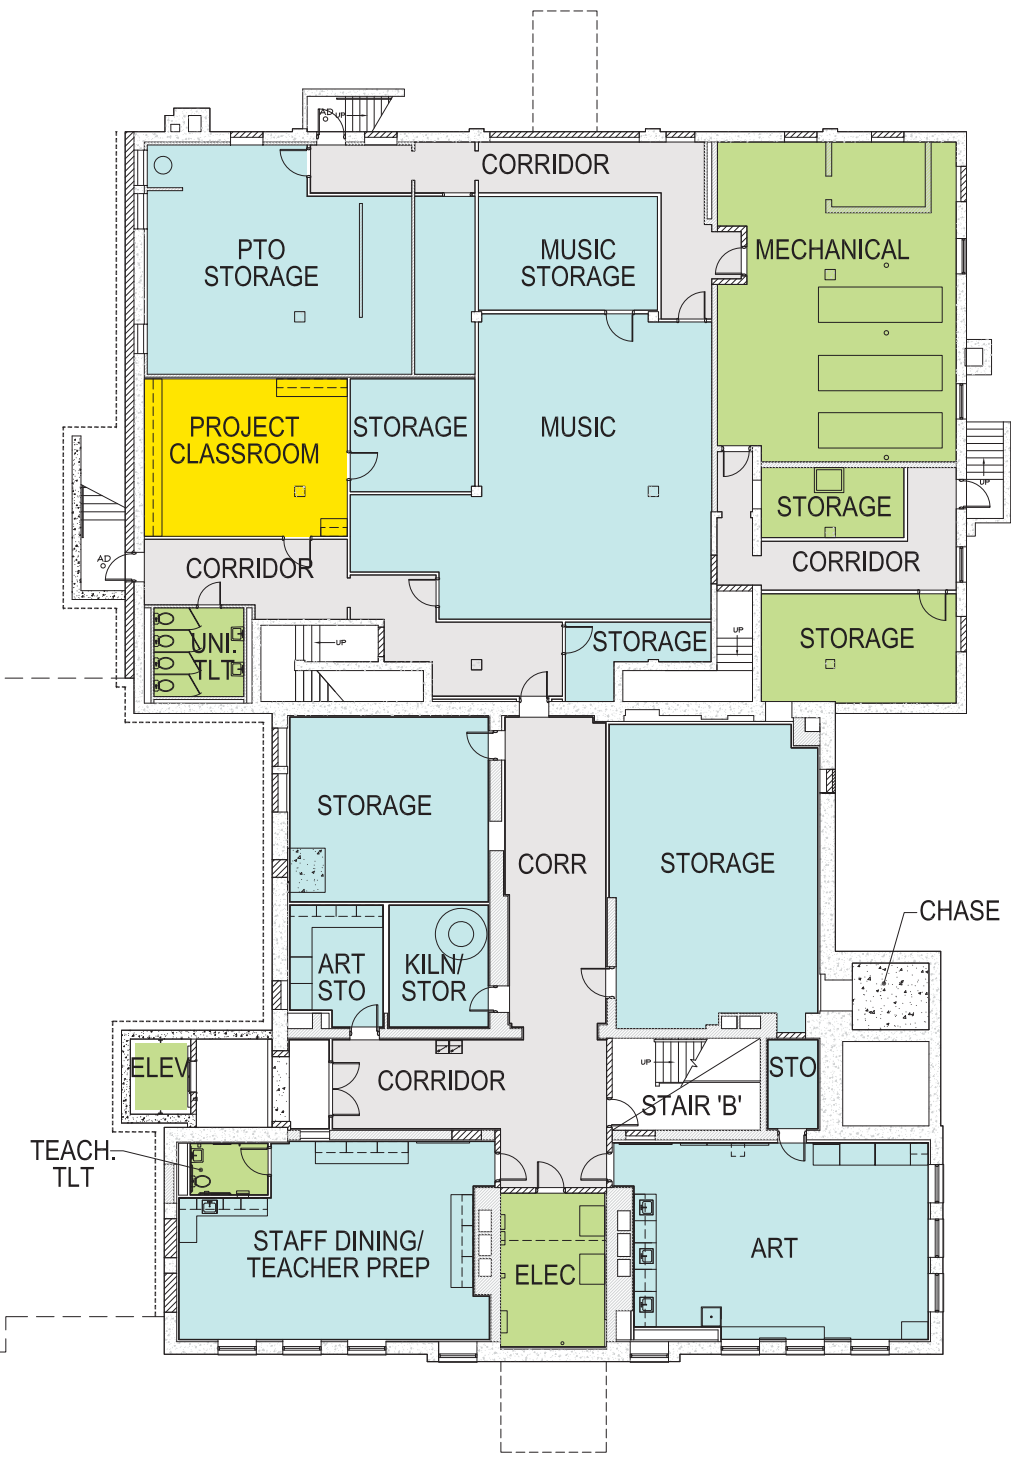 AD
UP
CORRIDOR
PTO
STORAGE
MUSIC
STORAGE
MECHANICAL
PROJECT
CLASSROOM
STORAGE
MUSIC
UP
STORAGE
AD
CORRIDOR
CORRIDOR
UNI.
TLT
UP
STORAGE
UP
STORAGE
STORAGE
CORR
STORAGE
CHASE
ART
STO
KILN/
STOR
ELEV
CORRIDOR
UP
STAIR 'B'
STO
TEACH.
TLT
STAFF DINING/
TEACHER PREP
ELEC
ART